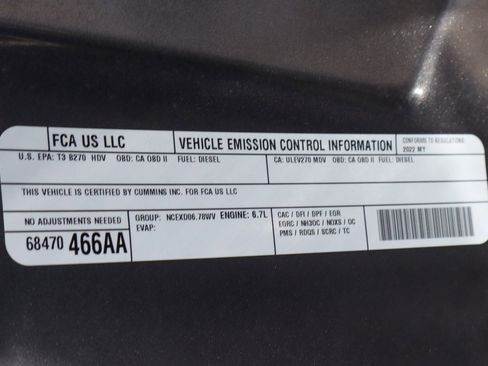 FCA US LLC
VEHICLE EMISSION CONTROL INFORMATION
CONFORMS TO REGULATIONS:
2022 MY
U.S. EPA: T3 B270 HDV OBD: CA OBD II FUEL: DIESEL
CA: ULEV270 MDV OBD: CA OBD II FUEL: DIESEL
THIS VEHICLE IS CERTIFIED BY CUMMINS INC. FOR FCA US LLC
NO ADJUSTMENTS NEEDED
68470 466AA
GROUP: NCEXD06.78WV ENGINE: 6.7L
EVAP:
CAC / DFI / DPF / EGR
EGRC / NH3OC / NOXS / OC
PMS / RDQS / SCRC / TC